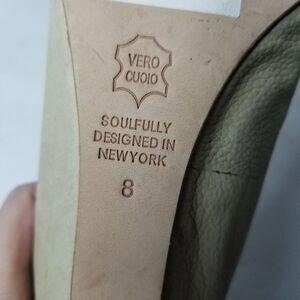 VERO
CUOIO
SOULFULLY
DESIGNED IN
NEWYORK
8